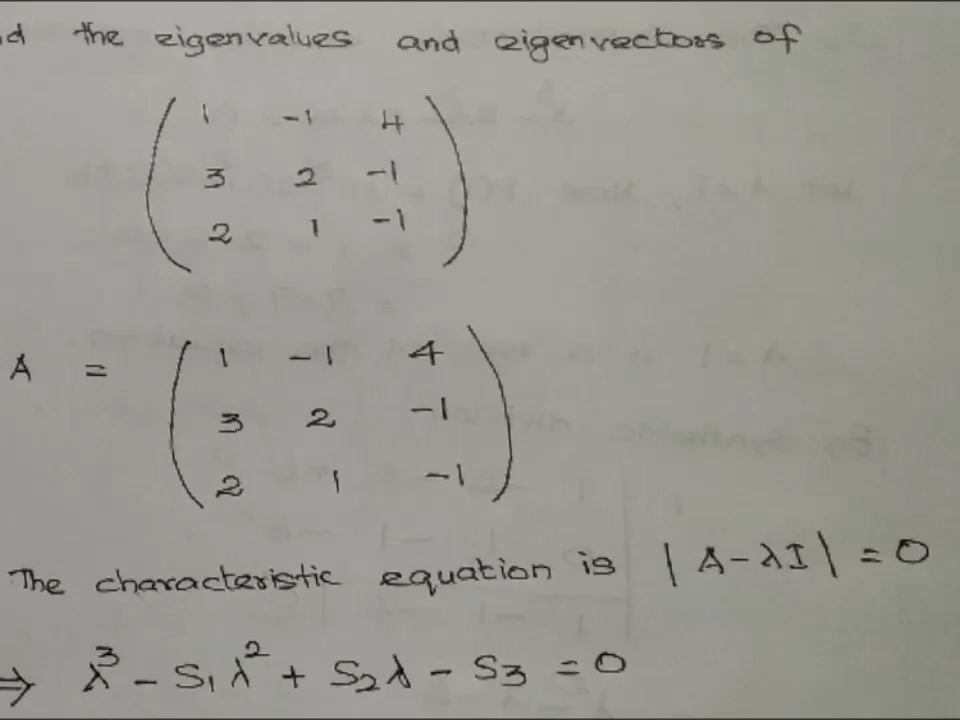 the eigenvalues and eigenvectors of
1 -1 4
3 2 -1
2 1 -1
A = 1 -1 4
3 2 -1
2 1 -1
The characteristic equation is |A-λI| = 0
⇒ λ³ - S₁λ² + S₂λ - S₃ = 0